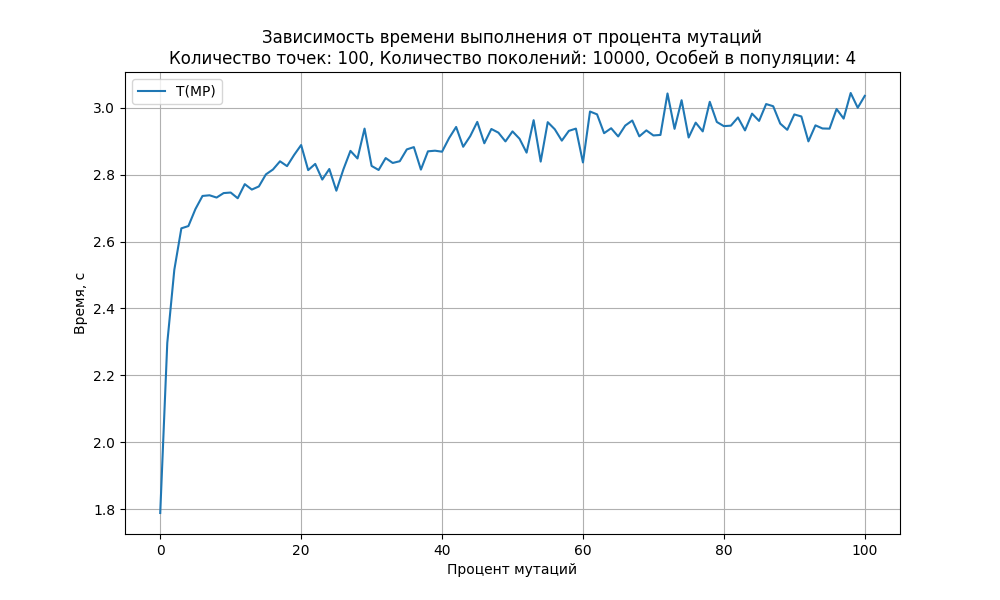 Зависимость времени выполнения от процента мутаций
Количество точек: 100, Количество поколений: 10000, Особей в популяции: 4
T(MP)
3.0
2.8
2.6
2.4
2.2
2.0
1.8
Время, с
0 20 40 60 80 100
Процент мутаций